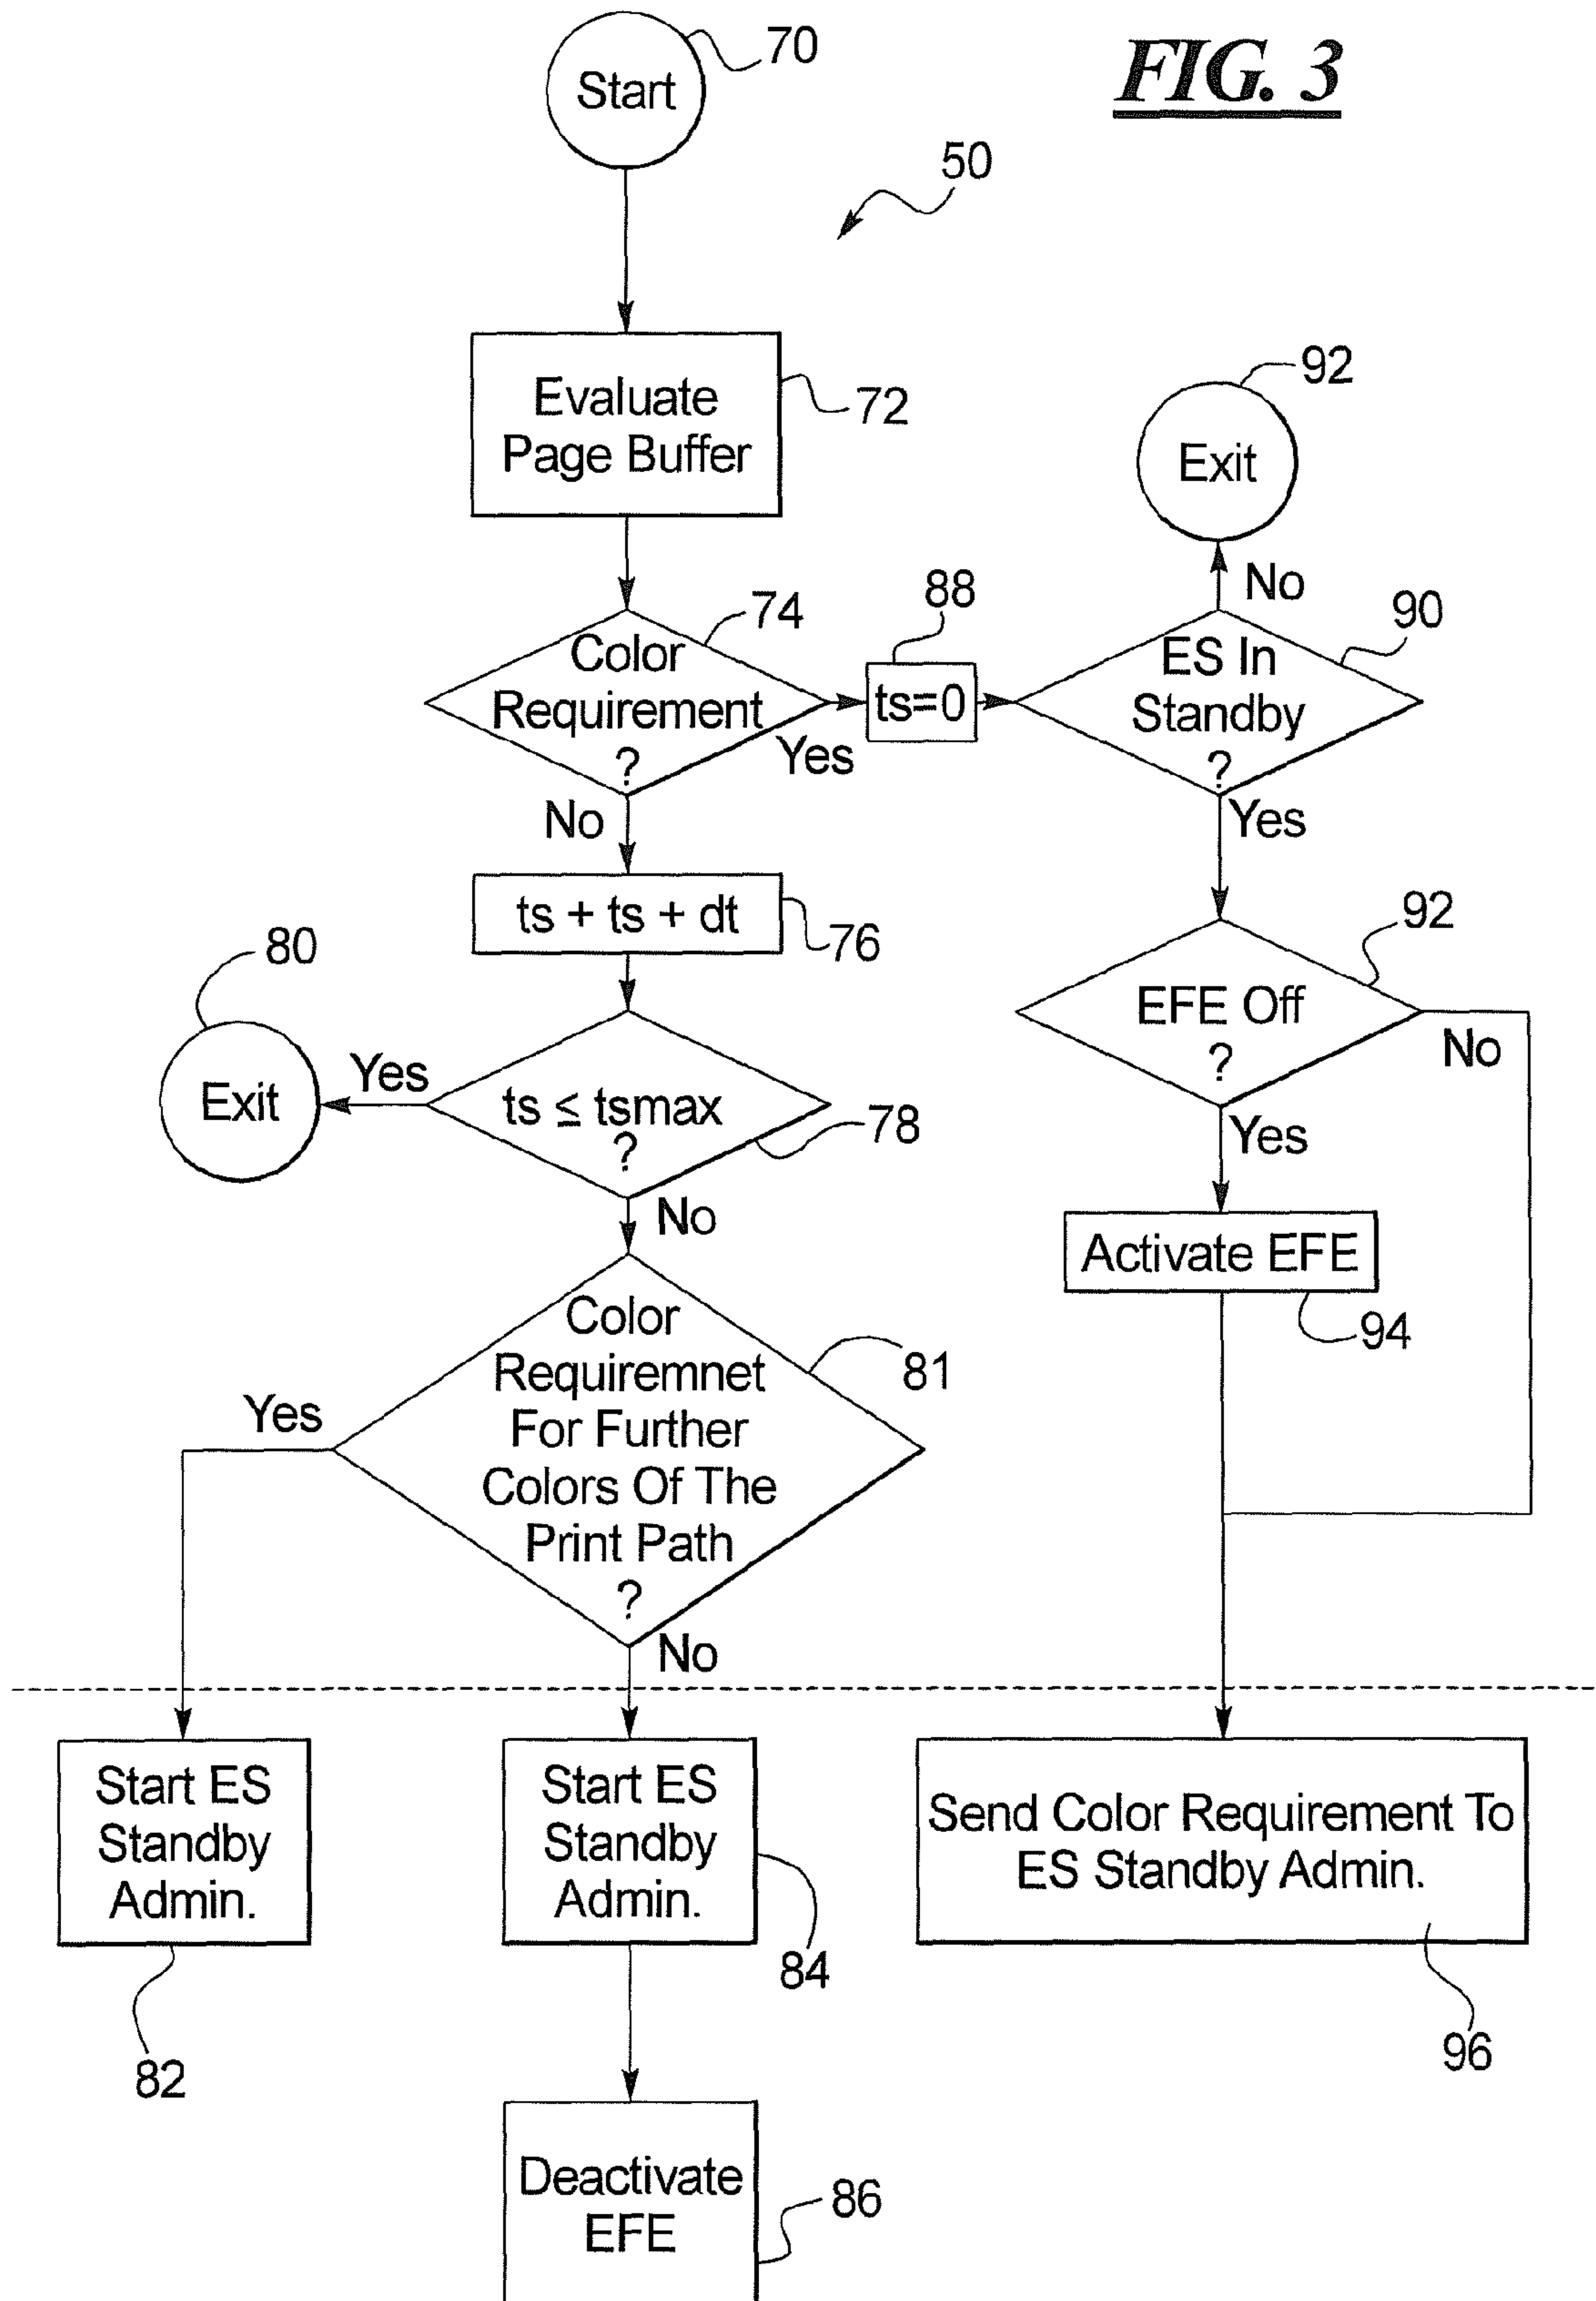 FIG. 3
70
Start
50
Evaluate
Page Buffer
72
92
Exit
No
74
Color
Requirement
?
Yes
88
ts=0
90
ES In
Standby
?
Yes
No
ts + ts + dt
76
92
EFE Off
?
No
Yes
80
Exit
Yes
ts ≤ tsmax
?
78
No
Activate EFE
94
Color
Requiremnet
For Further
Colors Of The
Print Path
?
81
Yes
No
Start ES
Standby
Admin.
82
Start ES
Standby
Admin.
84
Send Color Requirement To
ES Standby Admin.
96
Deactivate
EFE
86